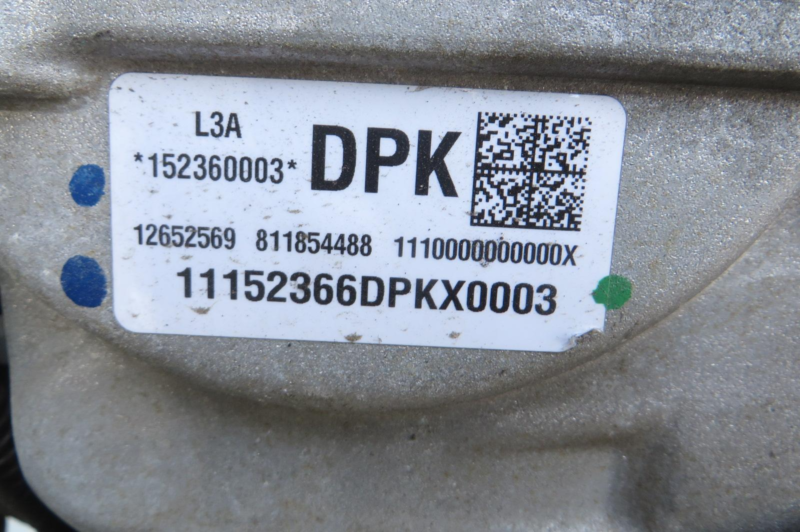 L3A
*152360003* DPK
12652569 811854488 1110000000000X
11152366DPKX0003